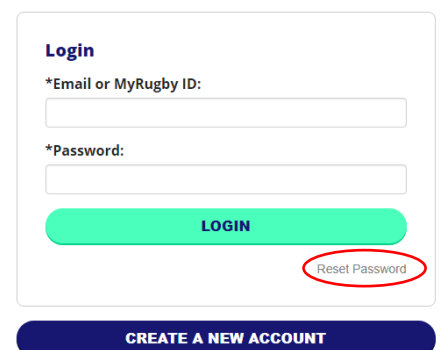 Login
*Email or MyRugby ID:
*Password:
LOGIN
Reset Password
CREATE A NEW ACCOUNT